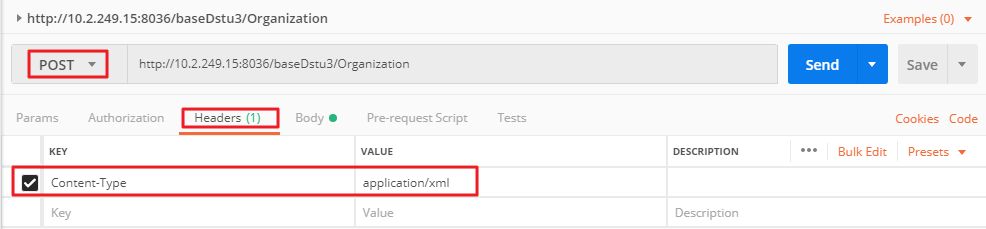 http://10.2.249.15:8036/baseDstu3/Organization Examples (0)
POST http://10.2.249.15:8036/baseDstu3/Organization Send Save
Params Authorization Headers (1) Body Pre-request Script Tests Cookies Code
KEY VALUE DESCRIPTION ••• Bulk Edit Presets
Content-Type application/xml
Key Value Description